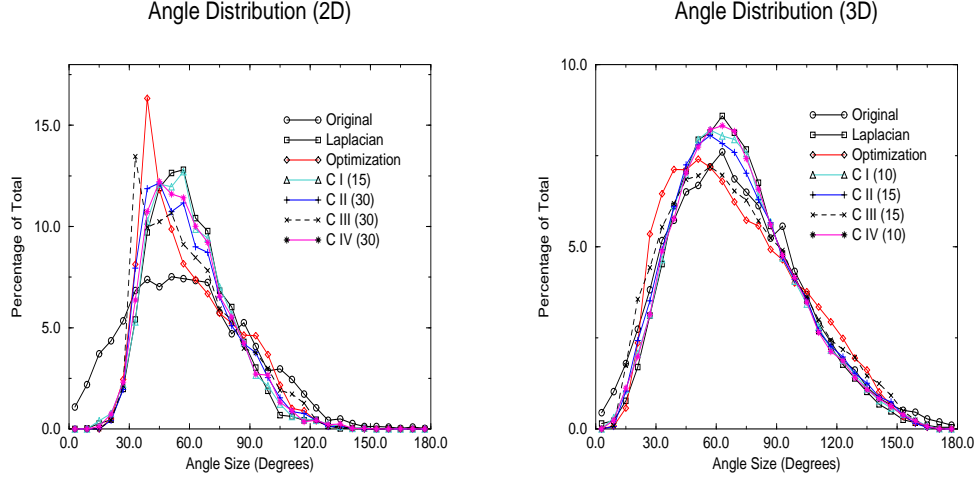 Angle Distribution (2D)
Percentage of Total
15.0
10.0
5.0
0.0
0.0
30.0
60.0
90.0
120.0
150.0
180.0
Angle Size (Degrees)
Original
Laplacian
Optimization
C I (15)
C II (30)
C III (30)
C IV (30)
Angle Distribution (3D)
Percentage of Total
10.0
5.0
0.0
0.0
30.0
60.0
90.0
120.0
150.0
180.0
Angle Size (Degrees)
Original
Laplacian
Optimization
C I (10)
C II (15)
C III (15)
C IV (10)